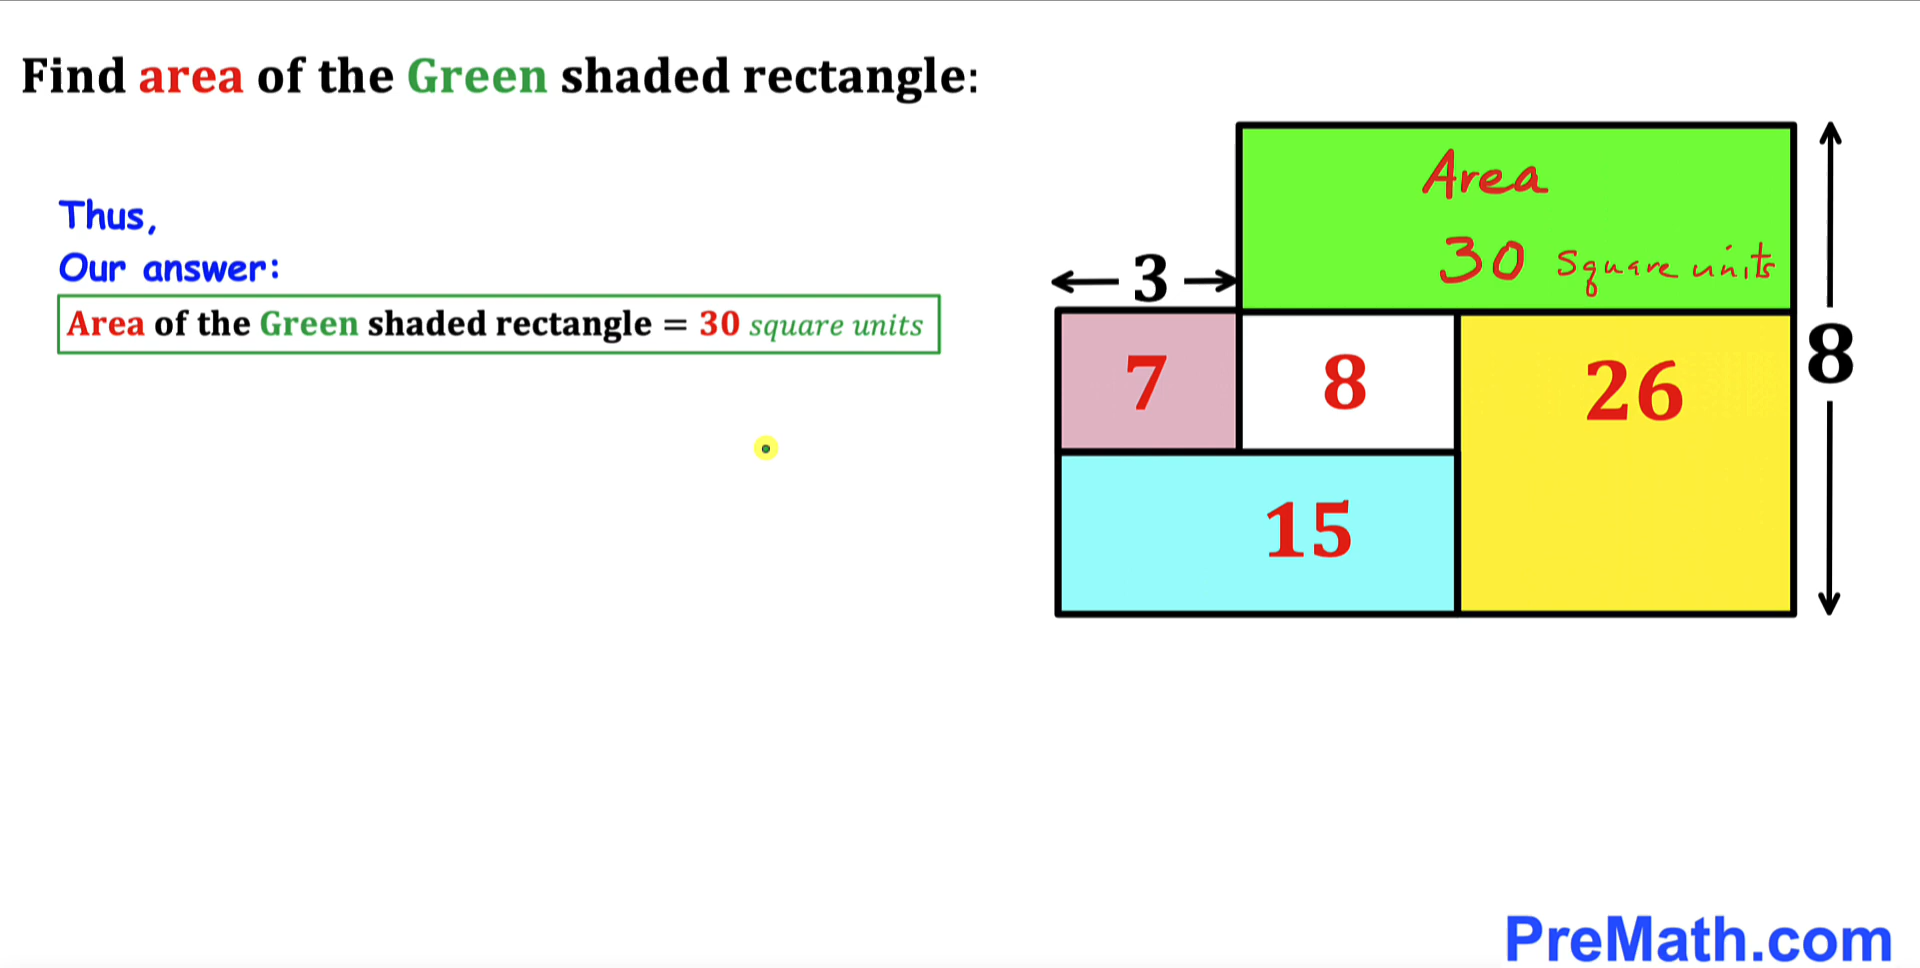 Find area of the Green shaded rectangle:
Thus,
Our answer:
Area of the Green shaded rectangle = 30 square units
Area
30 square units
3
7
8
26
8
15
PreMath.com